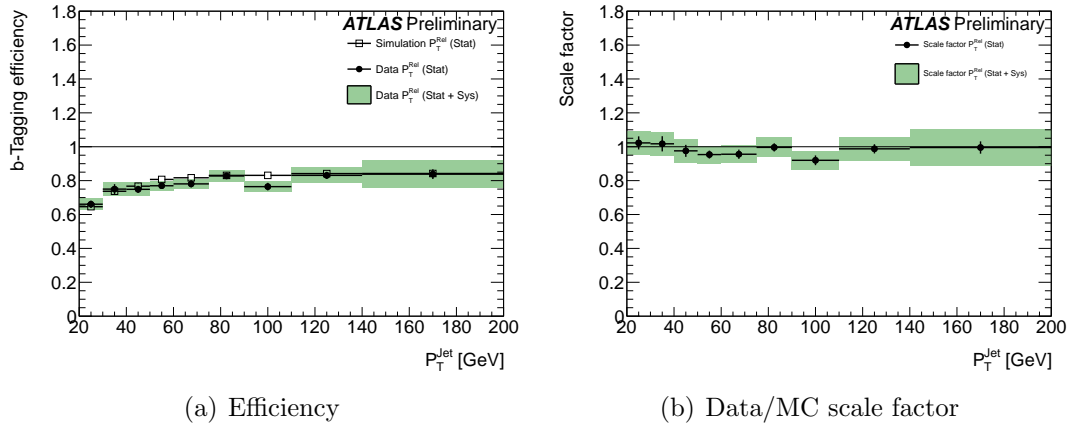 ATLAS Preliminary
Simulation P_T^Rel (Stat)
Data P_T^Rel (Stat)
Data P_T^Rel (Stat + Sys)
b-Tagging efficiency
1.8
1.6
1.4
1.2
1
0.8
0.6
0.4
0.2
0
20 40 60 80 100 120 140 160 180 200
P_T^Jet [GeV]
(a) Efficiency
ATLAS Preliminary
Scale factor P_T^Rel (Stat)
Scale factor P_T^Rel (Stat + Sys)
Scale factor
1.8
1.6
1.4
1.2
1
0.8
0.6
0.4
0.2
0
20 40 60 80 100 120 140 160 180 200
P_T^Jet [GeV]
(b) Data/MC scale factor